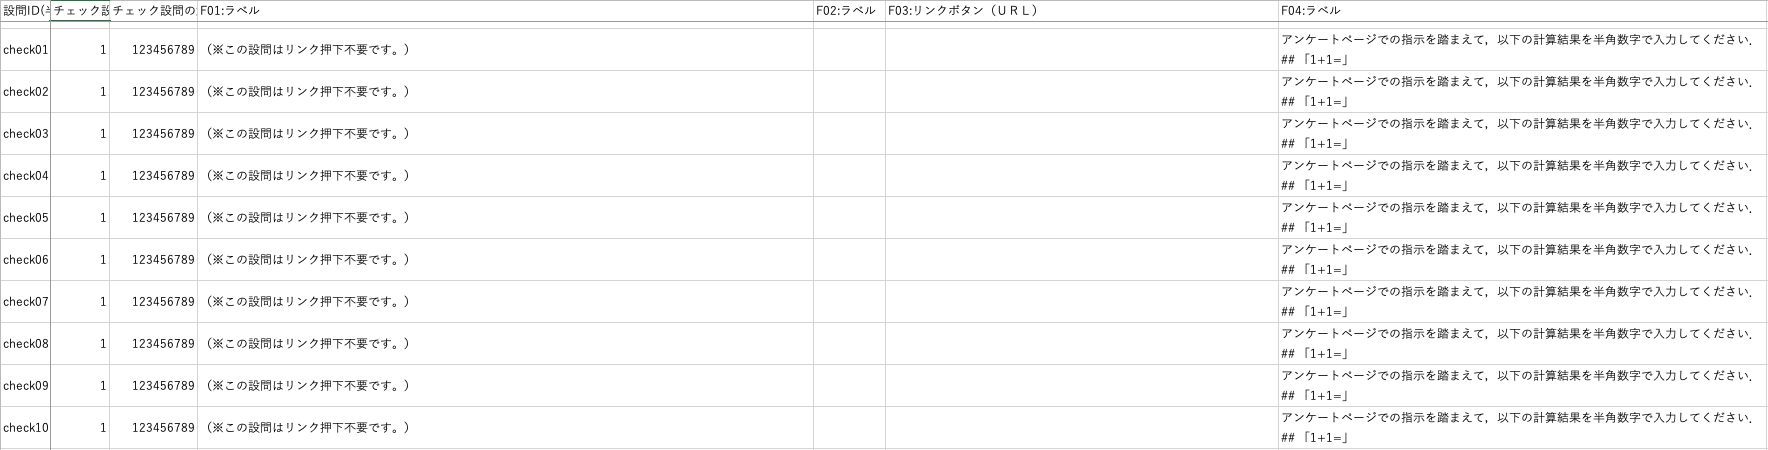 設問ID(半 チェック設 チェック設問の F01:ラベル F02:ラベル F03:リンクボタン（ＵＲＬ） F04:ラベル
check01 1 123456789 （※この設問はリンク押下不要です。） アンケートページでの指示を踏まえて，以下の計算結果を半角数字で入力してください．
## 「1+1=」
check02 1 123456789 （※この設問はリンク押下不要です。） アンケートページでの指示を踏まえて，以下の計算結果を半角数字で入力してください．
## 「1+1=」
check03 1 123456789 （※この設問はリンク押下不要です。） アンケートページでの指示を踏まえて，以下の計算結果を半角数字で入力してください．
## 「1+1=」
check04 1 123456789 （※この設問はリンク押下不要です。） アンケートページでの指示を踏まえて，以下の計算結果を半角数字で入力してください．
## 「1+1=」
check05 1 123456789 （※この設問はリンク押下不要です。） アンケートページでの指示を踏まえて，以下の計算結果を半角数字で入力してください．
## 「1+1=」
check06 1 123456789 （※この設問はリンク押下不要です。） アンケートページでの指示を踏まえて，以下の計算結果を半角数字で入力してください．
## 「1+1=」
check07 1 123456789 （※この設問はリンク押下不要です。） アンケートページでの指示を踏まえて，以下の計算結果を半角数字で入力してください．
## 「1+1=」
check08 1 123456789 （※この設問はリンク押下不要です。） アンケートページでの指示を踏まえて，以下の計算結果を半角数字で入力してください．
## 「1+1=」
check09 1 123456789 （※この設問はリンク押下不要です。） アンケートページでの指示を踏まえて，以下の計算結果を半角数字で入力してください．
## 「1+1=」
check10 1 123456789 （※この設問はリンク押下不要です。） アンケートページでの指示を踏まえて，以下の計算結果を半角数字で入力してください．
## 「1+1=」